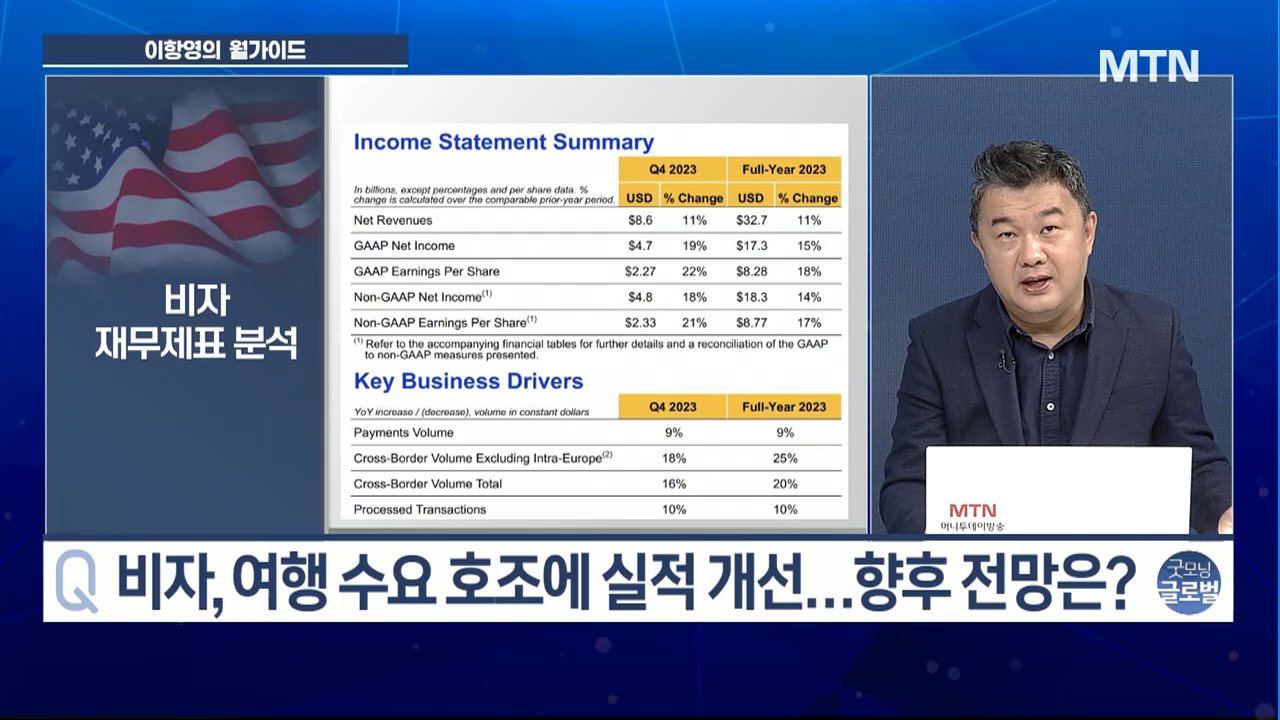 이항영의 월가이드
MTN
비자
재무제표 분석
Income Statement Summary
Q4 2023 Full-Year 2023
In billions, except percentages and per share data. %
change is calculated over the comparable prior-year period.
USD % Change USD % Change
Net Revenues $8.6 11% $32.7 11%
GAAP Net Income $4.7 19% $17.3 15%
GAAP Earnings Per Share $2.27 22% $8.28 18%
Non-GAAP Net Income(1) $4.8 18% $18.3 14%
Non-GAAP Earnings Per Share(1) $2.33 21% $8.77 17%
(1) Refer to the accompanying financial tables for further details and a reconciliation of the GAAP
to non-GAAP measures presented.
Key Business Drivers
YoY increase / (decrease), volume in constant dollars Q4 2023 Full-Year 2023
Payments Volume 9% 9%
Cross-Border Volume Excluding Intra-Europe(2) 18% 25%
Cross-Border Volume Total 16% 20%
Processed Transactions 10% 10%
MTN
머니투데이방송
Q 비자, 여행 수요 호조에 실적 개선...향후 전망은?
굿모닝
글로벌